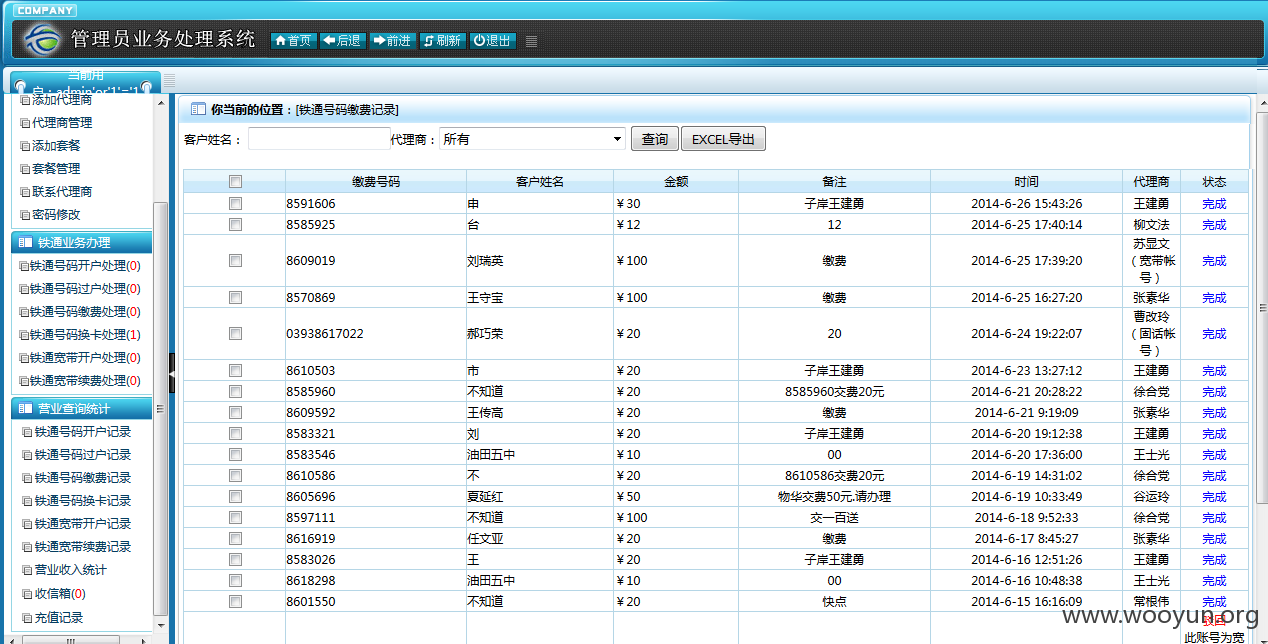 COMPANY
管理员业务处理系统 首页 后退 前进 刷新 退出
当前用
户：admin'or'1'='1
添加代理商
代理商管理
添加套餐
套餐管理
联系代理商
密码修改
铁通业务办理
铁通号码开户处理(0)
铁通号码过户处理(0)
铁通号码缴费处理(0)
铁通号码换卡处理(1)
铁通宽带开户处理(0)
铁通宽带续费处理(0)
营业查询统计
铁通号码开户记录
铁通号码过户记录
铁通号码缴费记录
铁通号码换卡记录
铁通宽带开户记录
铁通宽带续费记录
营业收入统计
收信箱(0)
充值记录
你当前的位置：[铁通号码缴费记录]
客户姓名： 代理商：所有 查询 EXCEL导出
缴费号码 客户姓名 金额 备注 时间 代理商 状态
8591606 申 ￥30 子岸王建勇 2014-6-26 15:43:26 王建勇 完成
8585925 台 ￥12 12 2014-6-25 17:40:14 柳文法 完成
8609019 刘瑞英 ￥100 缴费 2014-6-25 17:39:20 苏显文（宽带帐号） 完成
8570869 王守宝 ￥100 缴费 2014-6-25 16:27:20 张素华 完成
03938617022 郝巧荣 ￥20 20 2014-6-24 19:22:07 曹改玲（固话帐号） 完成
8610503 市 ￥20 子岸王建勇 2014-6-23 13:27:12 王建勇 完成
8585960 不知道 ￥20 8585960交费20元 2014-6-21 20:28:22 徐合党 完成
8609592 王传高 ￥20 缴费 2014-6-21 9:19:09 张素华 完成
8583321 刘 ￥20 子岸王建勇 2014-6-20 19:12:38 王建勇 完成
8583546 油田五中 ￥10 00 2014-6-20 17:36:00 王士光 完成
8610586 不 ￥20 8610586交费20元 2014-6-19 14:31:02 徐合党 完成
8605696 夏延红 ￥50 物华交费50元,请办理 2014-6-19 10:33:49 谷运玲 完成
8597111 不知道 ￥100 交一百送 2014-6-18 9:52:33 徐合党 完成
8616919 任文亚 ￥20 缴费 2014-6-17 8:45:27 张素华 完成
8583026 王 ￥20 子岸王建勇 2014-6-16 12:51:26 王建勇 完成
8618298 油田五中 ￥10 00 2014-6-16 10:48:38 王士光 完成
8601550 不知道 ￥20 快点 2014-6-15 16:16:09 常根伟 完成
驳回
此账号为宽
www.wooyun.org